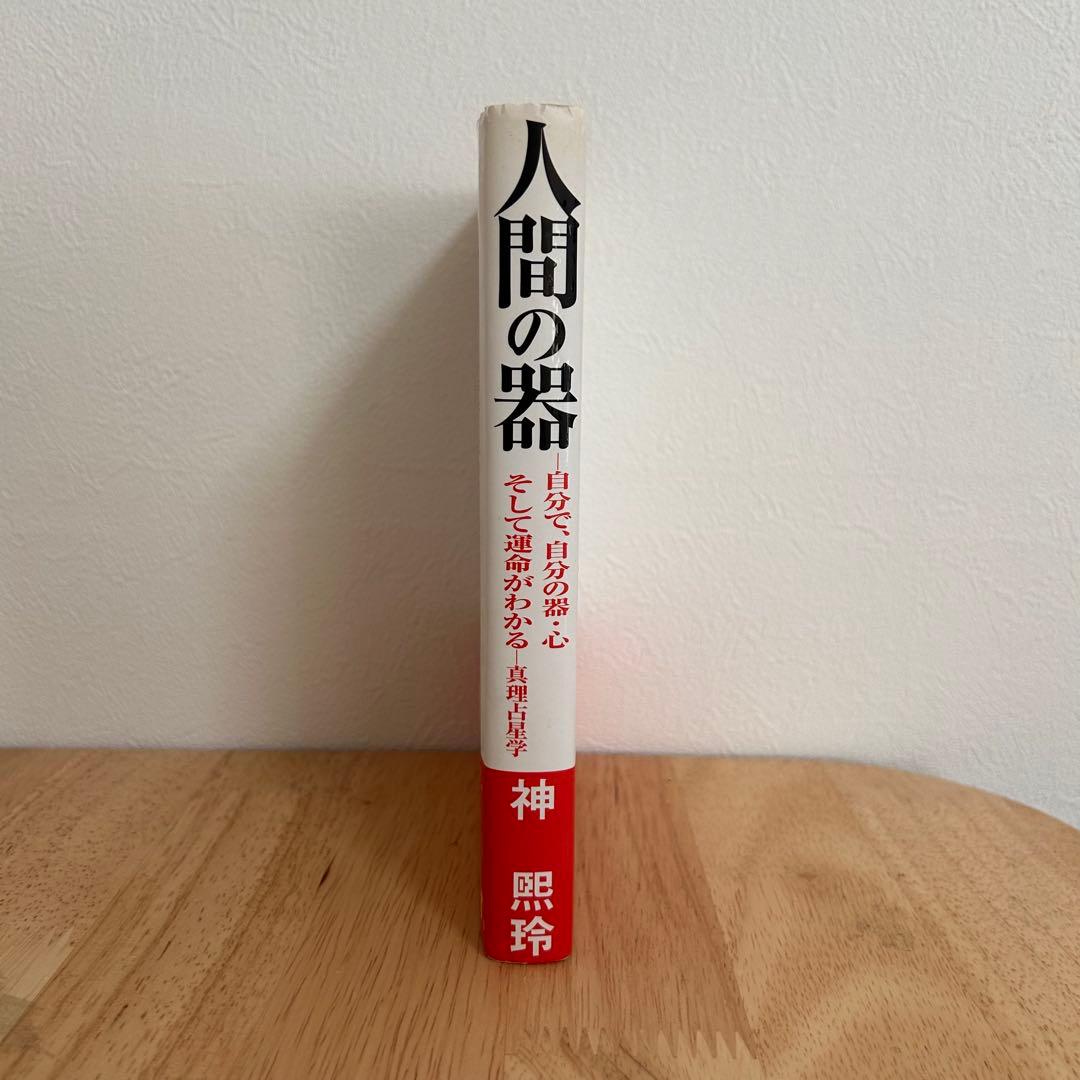 人間の器
―自分で、自分の器・心
そして運命がわかる―真理占星学
神 熙玲